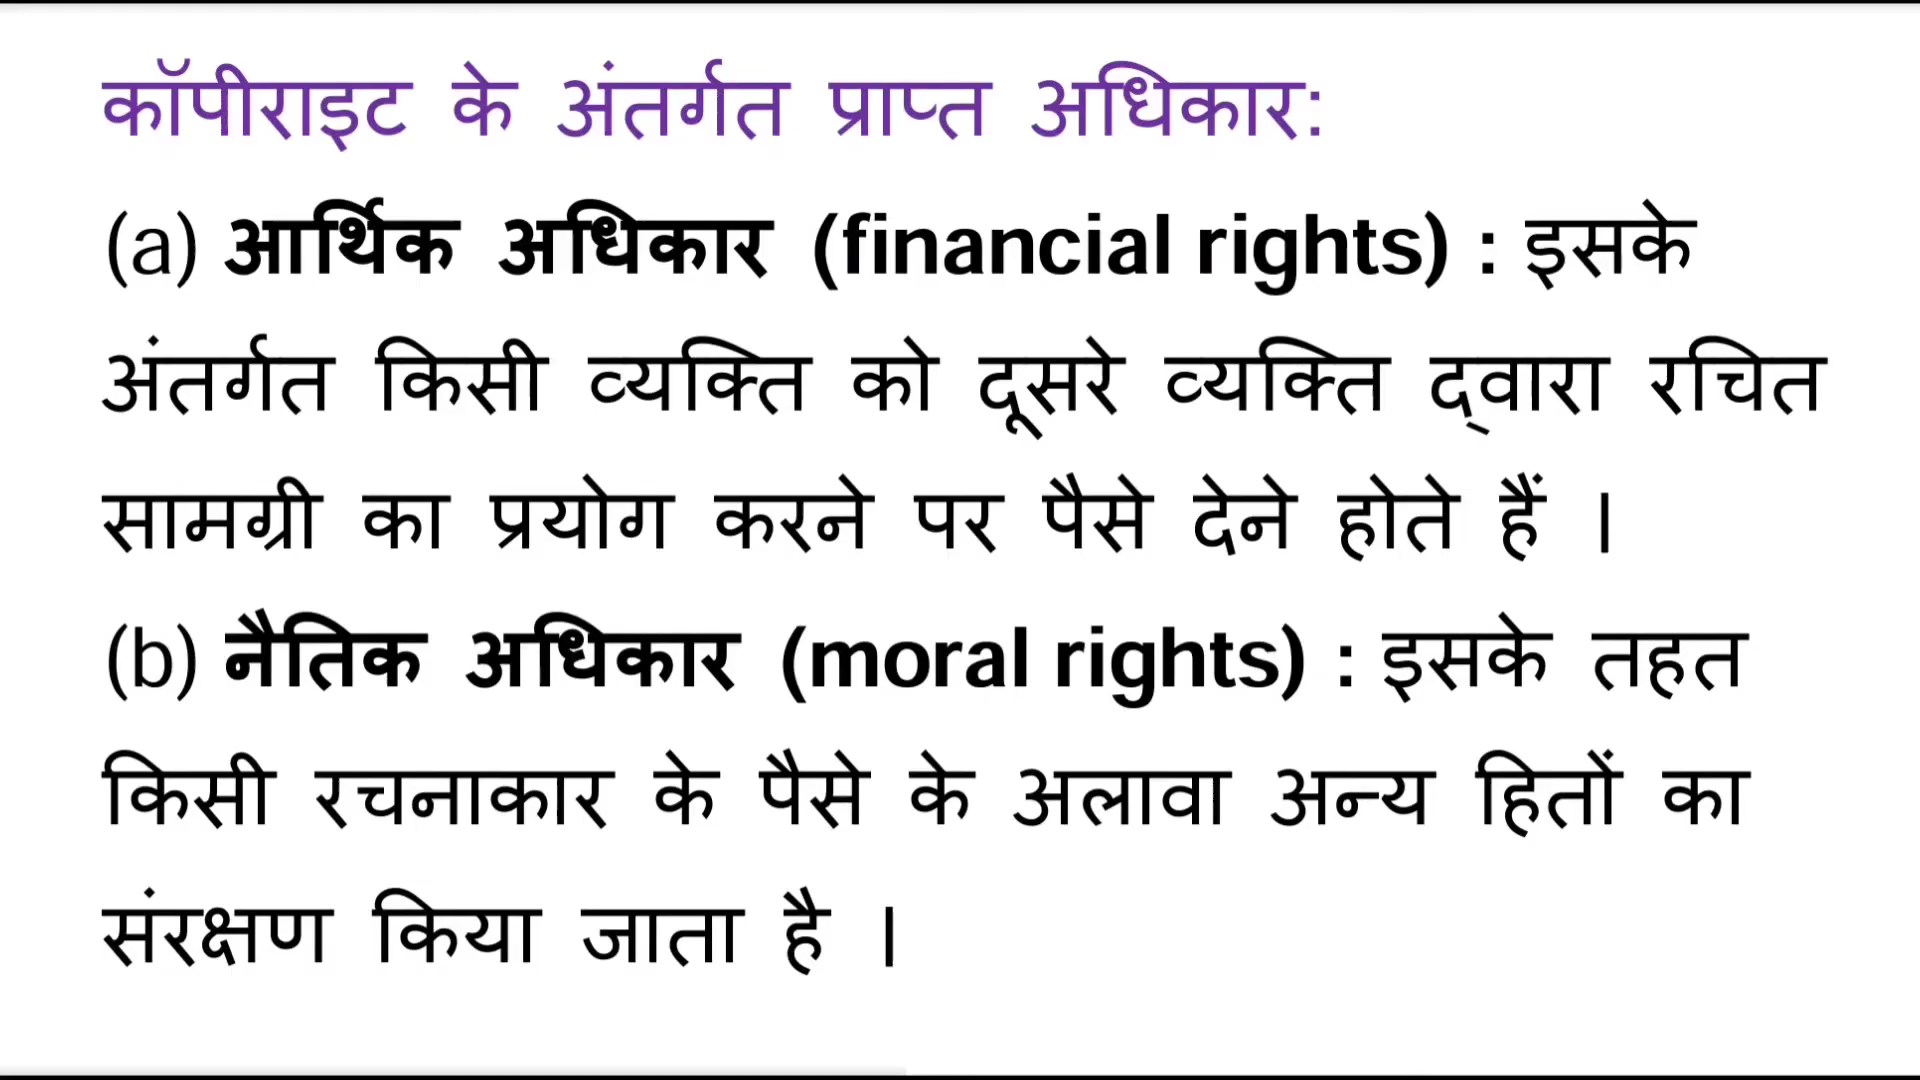 कॉपीराइट के अंतर्गत प्राप्त अधिकार:
(a) आर्थिक अधिकार (financial rights) : इसके
अंतर्गत किसी व्यक्ति को दूसरे व्यक्ति द्वारा रचित
सामग्री का प्रयोग करने पर पैसे देने होते हैं ।
(b) नैतिक अधिकार (moral rights) : इसके तहत
किसी रचनाकार के पैसे के अलावा अन्य हितों का
संरक्षण किया जाता है ।